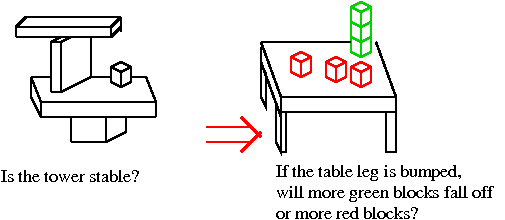 Is the tower stable?
If the table leg is bumped,
will more green blocks fall off
or more red blocks?